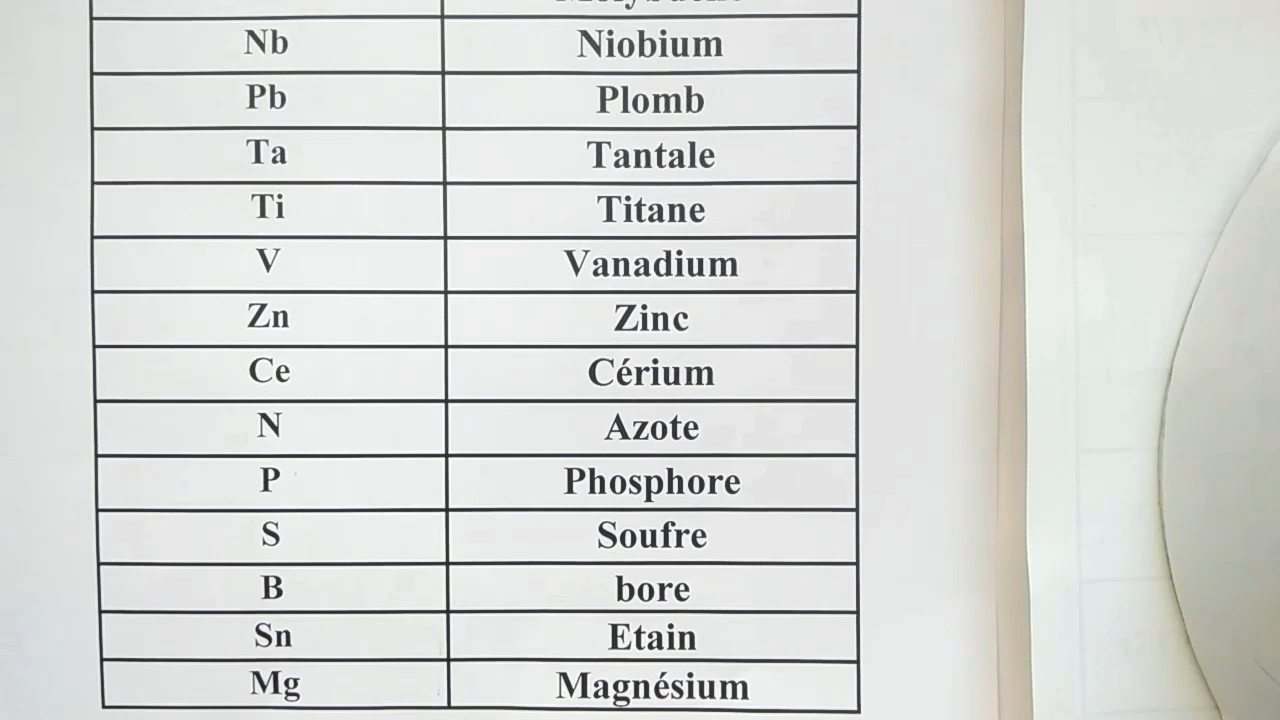 Nb Niobium
Pb Plomb
Ta Tantale
Ti Titane
V Vanadium
Zn Zinc
Ce Cérium
N Azote
P Phosphore
S Soufre
B bore
Sn Etain
Mg Magnésium